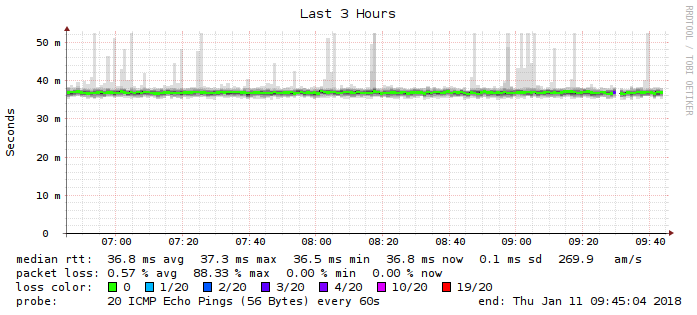 Last 3 Hours
RRDTOOL / TOBI OETIKER
Seconds
50 m
40 m
30 m
20 m
10 m
0
07:00 07:20 07:40 08:00 08:20 08:40 09:00 09:20 09:40
median rtt: 36.8 ms avg 37.3 ms max 36.5 ms min 36.8 ms now 0.1 ms sd 269.9 am/s
packet loss: 0.57 % avg 88.33 % max 0.00 % min 0.00 % now
loss color: 0 1/20 2/20 3/20 4/20 10/20 19/20
probe: 20 ICMP Echo Pings (56 Bytes) every 60s end: Thu Jan 11 09:45:04 2018